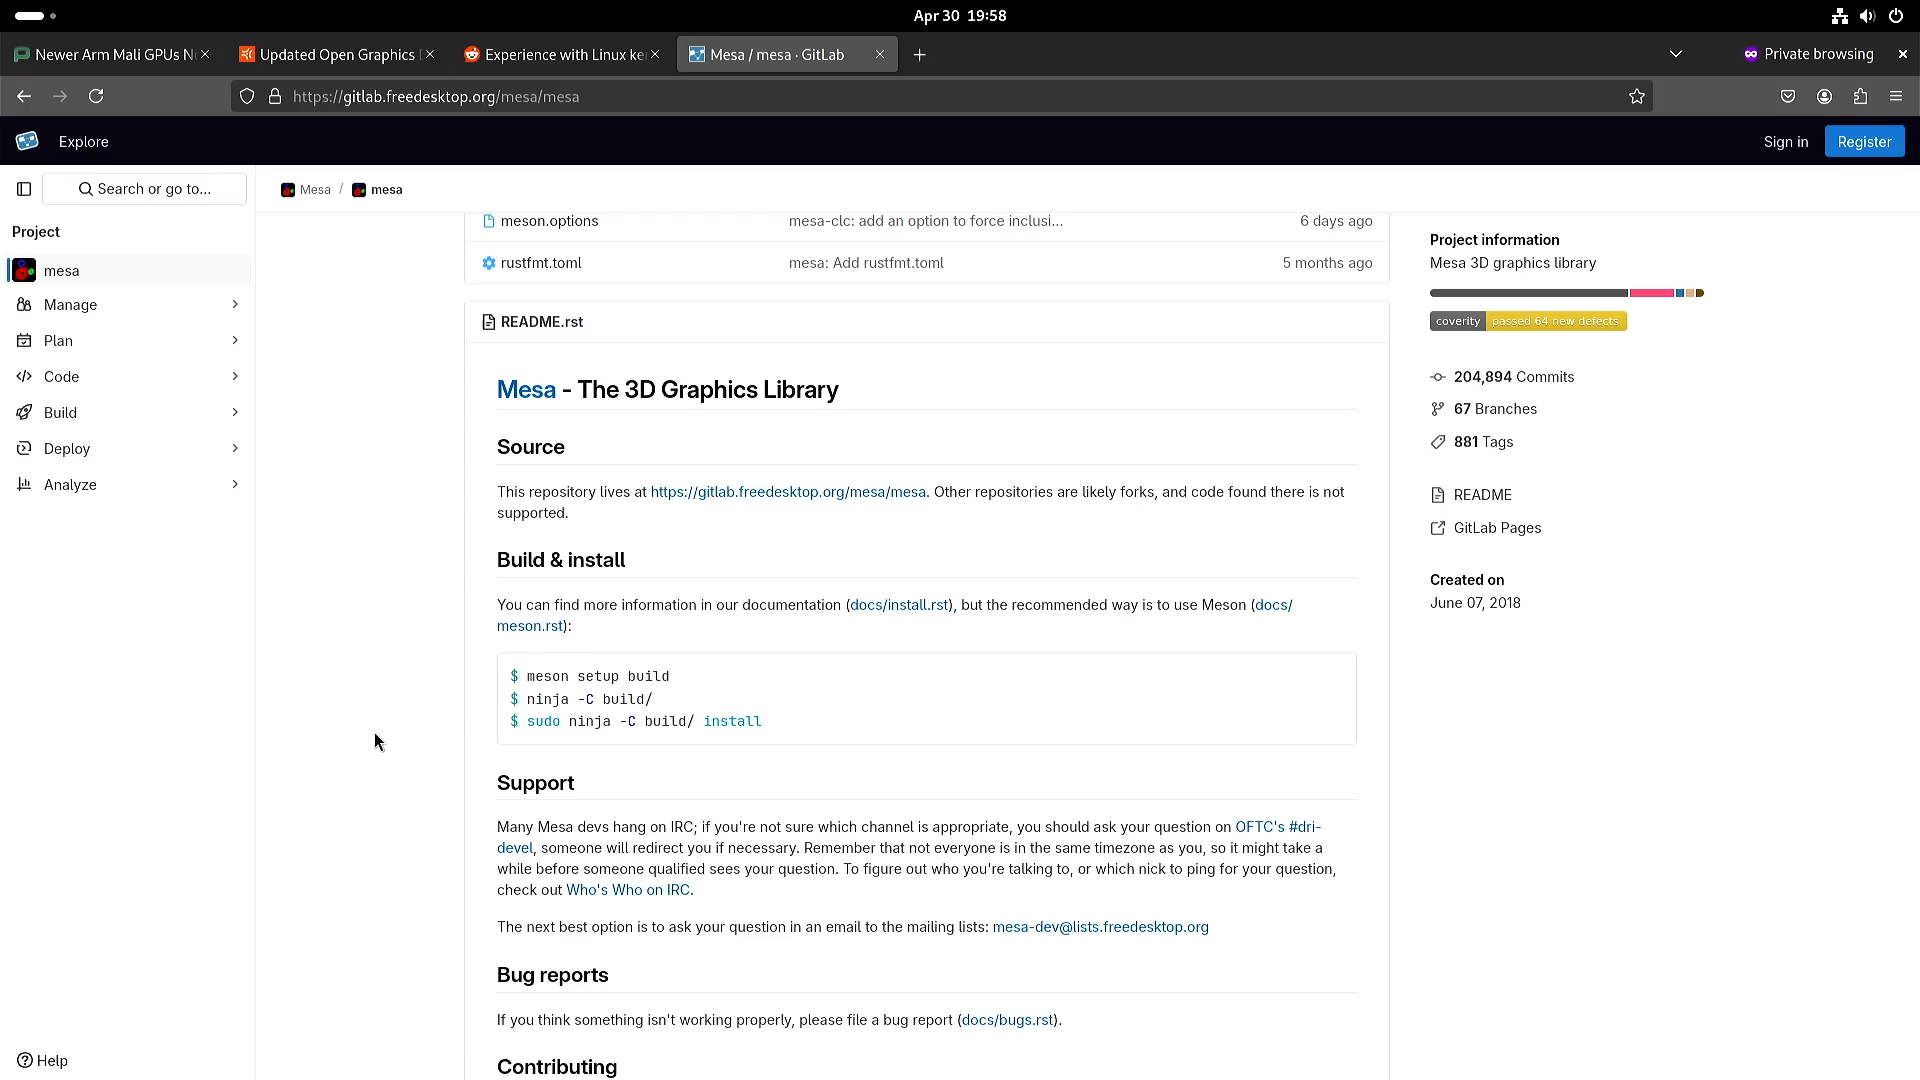 Apr 30 19:58
Newer Arm Mali GPUs N
Updated Open Graphics
Experience with Linux ke
Mesa / mesa · GitLab
Private browsing
https://gitlab.freedesktop.org/mesa/mesa
Explore
Sign in
Register
Search or go to...
Mesa / mesa
Project
mesa
Manage
Plan
Code
Build
Deploy
Analyze
Help
meson.options mesa-clc: add an option to force inclusi... 6 days ago
rustfmt.toml mesa: Add rustfmt.toml 5 months ago
README.rst
Mesa - The 3D Graphics Library
Source
This repository lives at https://gitlab.freedesktop.org/mesa/mesa. Other repositories are likely forks, and code found there is not
supported.
Build & install
You can find more information in our documentation (docs/install.rst), but the recommended way is to use Meson (docs/
meson.rst):
$ meson setup build
$ ninja -C build/
$ sudo ninja -C build/ install
Support
Many Mesa devs hang on IRC; if you're not sure which channel is appropriate, you should ask your question on OFTC's #dri-
devel, someone will redirect you if necessary. Remember that not everyone is in the same timezone as you, so it might take a
while before someone qualified sees your question. To figure out who you're talking to, or which nick to ping for your question,
check out Who's Who on IRC.
The next best option is to ask your question in an email to the mailing lists: mesa-dev@lists.freedesktop.org
Bug reports
If you think something isn't working properly, please file a bug report (docs/bugs.rst).
Contributing
Project information
Mesa 3D graphics library
coverity passed 64 new defects
204,894 Commits
67 Branches
881 Tags
README
GitLab Pages
Created on
June 07, 2018